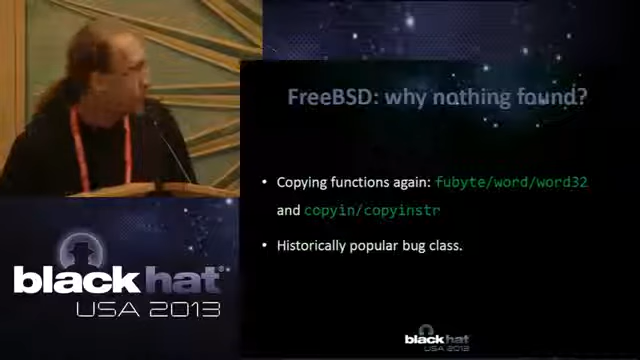 FreeBSD: why nothing found?
• Copying functions again: fubyte/word/word32
and copyin/copyinstr
• Historically popular bug class.
black hat®
USA 2013
black hat®
USA 2013